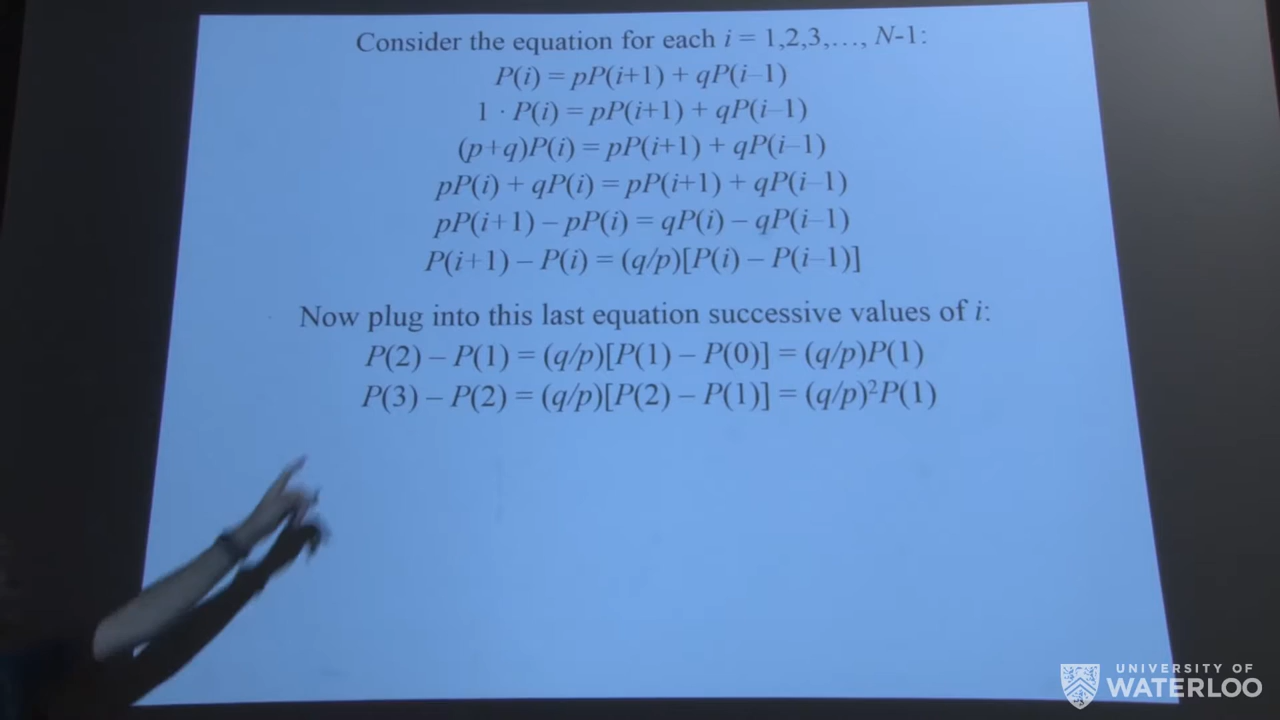 Consider the equation for each i = 1,2,3,…, N-1:
P(i) = pP(i+1) + qP(i–1)
1 · P(i) = pP(i+1) + qP(i–1)
(p+q)P(i) = pP(i+1) + qP(i–1)
pP(i) + qP(i) = pP(i+1) + qP(i–1)
pP(i+1) – pP(i) = qP(i) – qP(i–1)
P(i+1) – P(i) = (q/p)[P(i) – P(i–1)]
Now plug into this last equation successive values of i:
P(2) – P(1) = (q/p)[P(1) – P(0)] = (q/p)P(1)
P(3) – P(2) = (q/p)[P(2) – P(1)] = (q/p)²P(1)
UNIVERSITY OF
WATERLOO